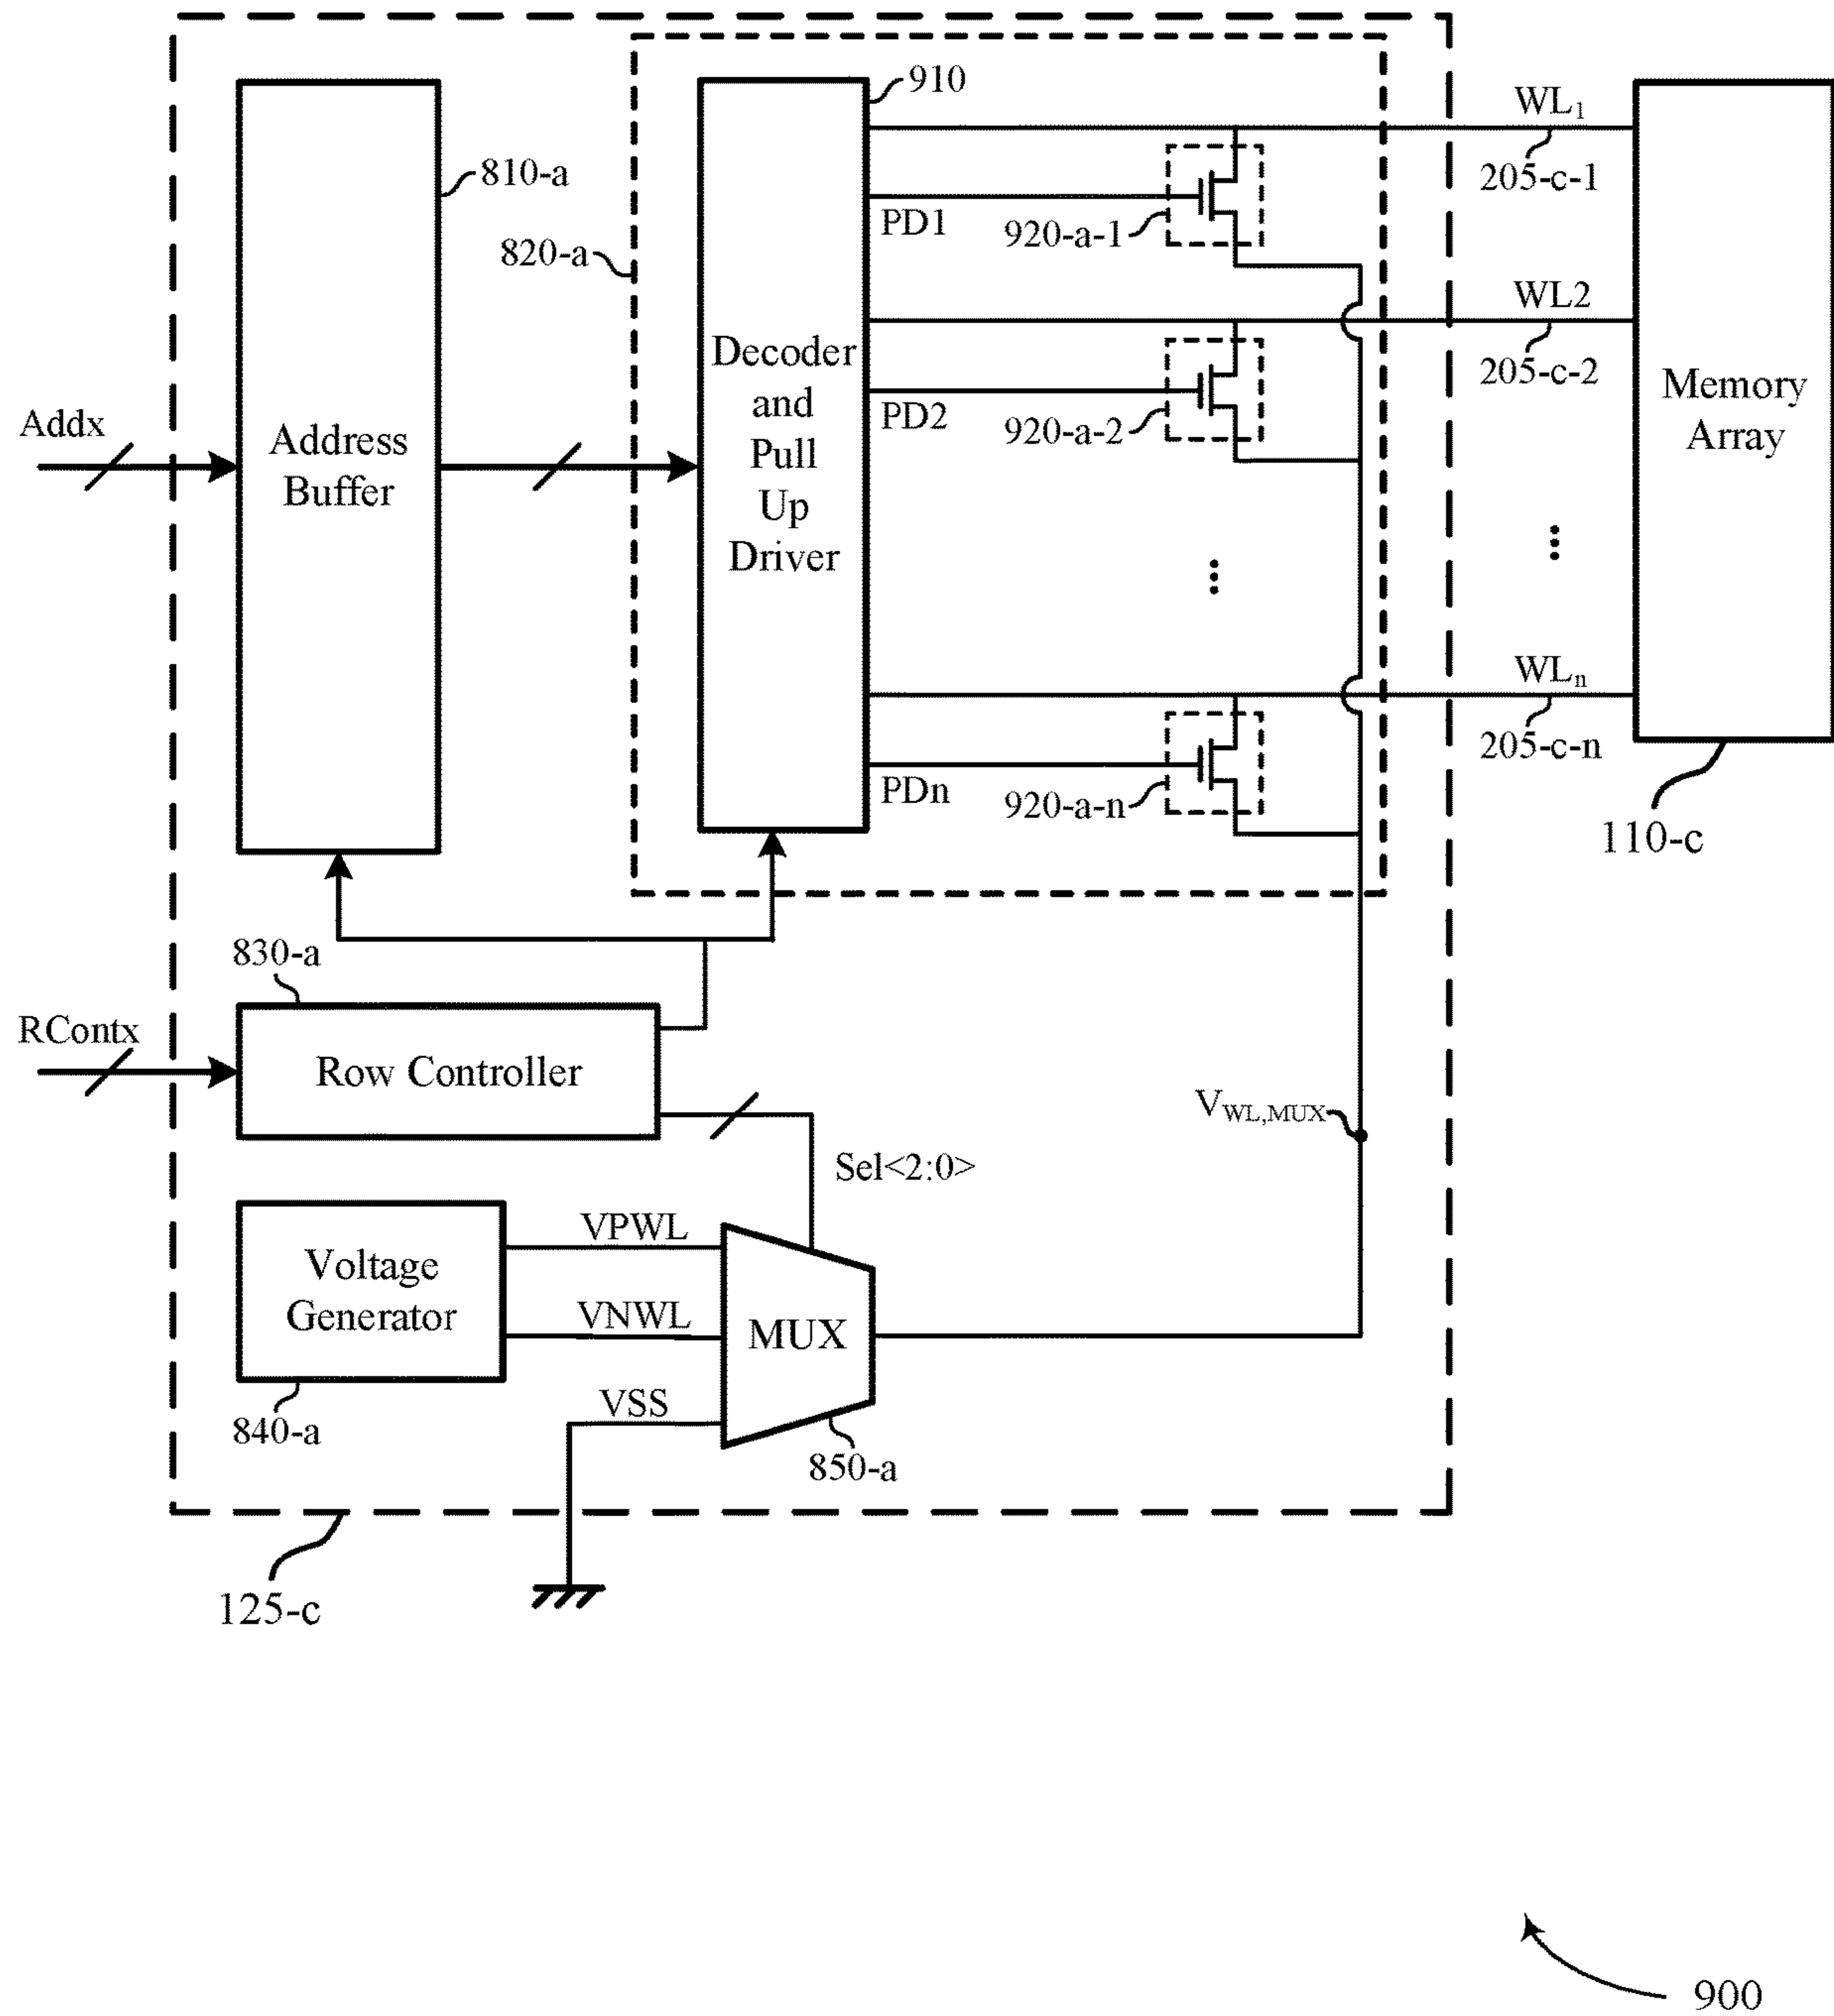 910
WL₁
810-a
205-c-1
PD1
920-a-1
820-a
WL2
Decoder
and
Pull
Up
Driver
205-c-2
Memory
Array
PD2
920-a-2
Addx
Address
Buffer
...
...
WLₙ
205-c-n
PDn
920-a-n
110-c
830-a
RContx
Row Controller
V_WL,MUX
Sel<2:0>
VPWL
Voltage
Generator
VNWL
MUX
VSS
840-a
850-a
125-c
900